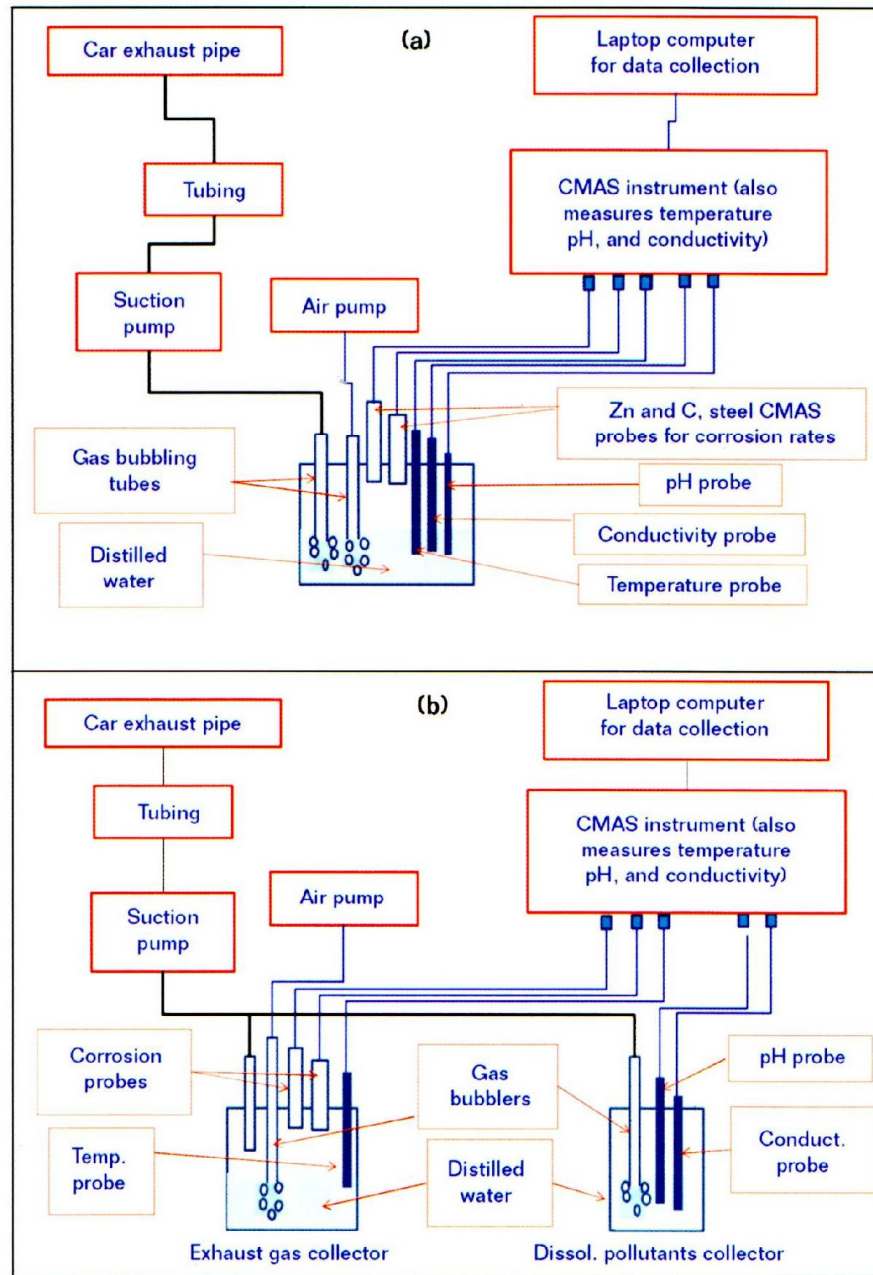 (a)
Car exhaust pipe
Laptop computer
for data collection
Tubing
CMAS instrument (also
measures temperature
pH, and conductivity)
Suction
pump
Air pump
Zn and C, steel CMAS
probes for corrosion rates
Gas bubbling
tubes
pH probe
Conductivity probe
Distilled
water
Temperature probe
(b)
Car exhaust pipe
Laptop computer
for data collection
Tubing
CMAS instrument (also
measures temperature
pH, and conductivity)
Suction
pump
Air pump
Corrosion
probes
Gas
bubblers
pH probe
Temp.
probe
Distilled
water
Conduct.
probe
Exhaust gas collector
Dissol. pollutants collector